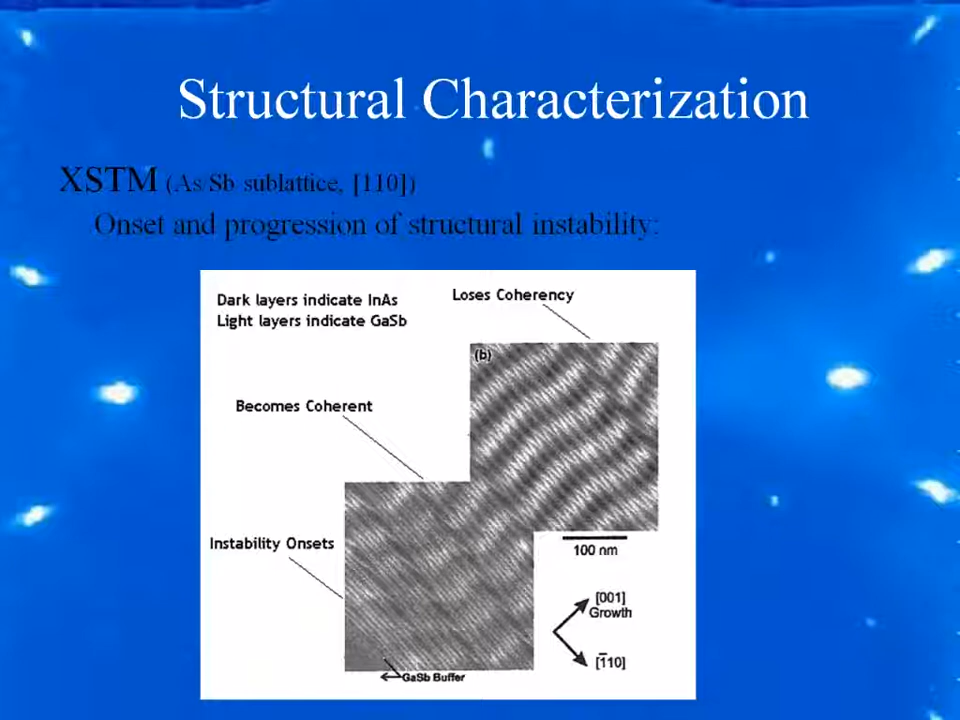 Structural Characterization
XSTM (As/Sb sublattice, [110])
Onset and progression of structural instability:
Dark layers indicate InAs
Light layers indicate GaSb
Loses Coherency
(b)
Becomes Coherent
Instability Onsets
100 nm
[001]
Growth
[1̄10]
GaSb Buffer